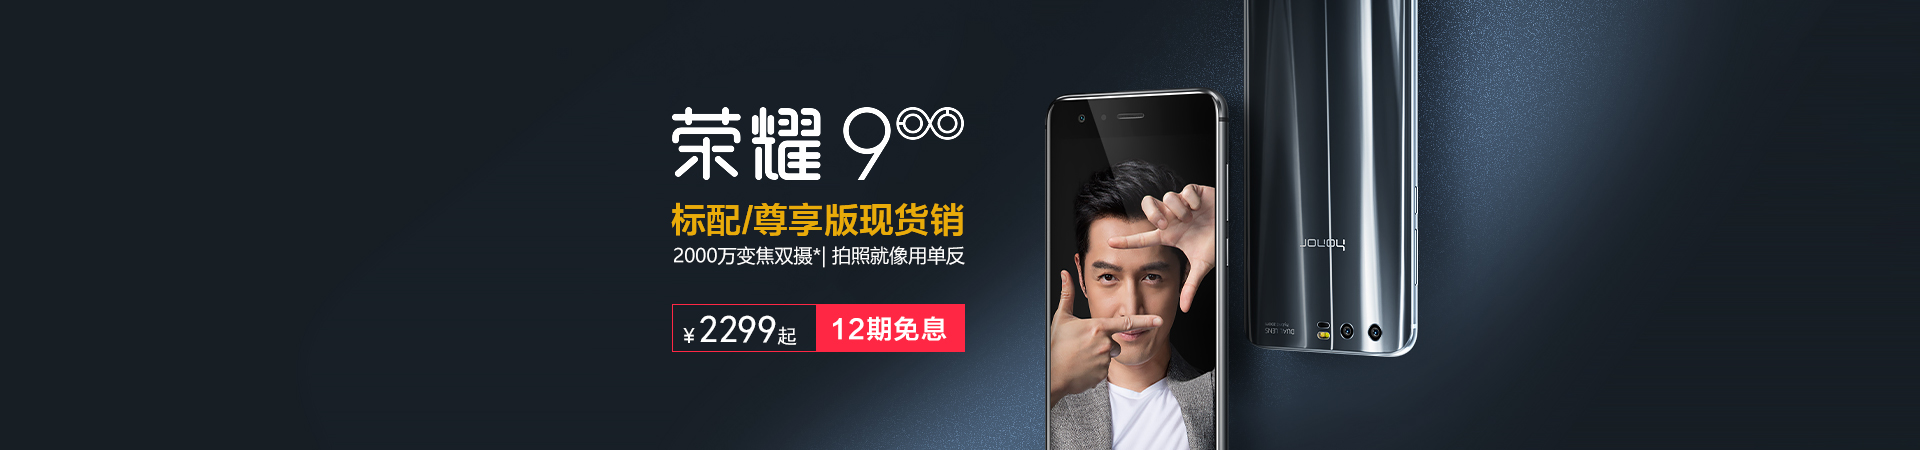 荣耀 9
标配/尊享版现货销
2000万变焦双摄*| 拍照就像用单反
¥2299起 12期免息
honor
DUAL LENS